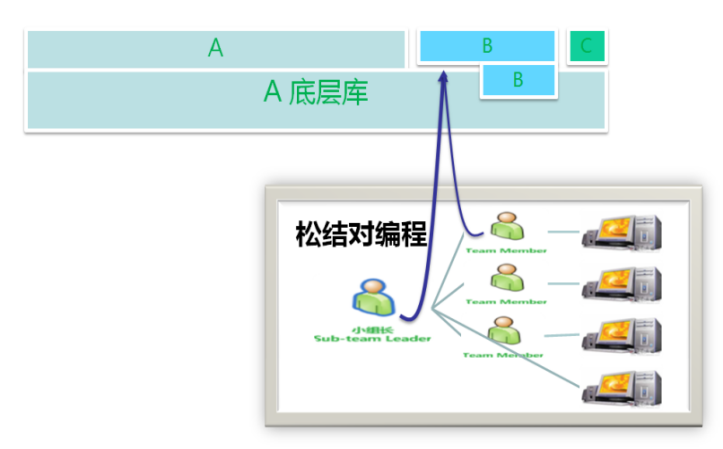 A
B
C
A 底层库
B
松结对编程
Team Member
Team Member
小组长
Sub-team Leader
Team Member